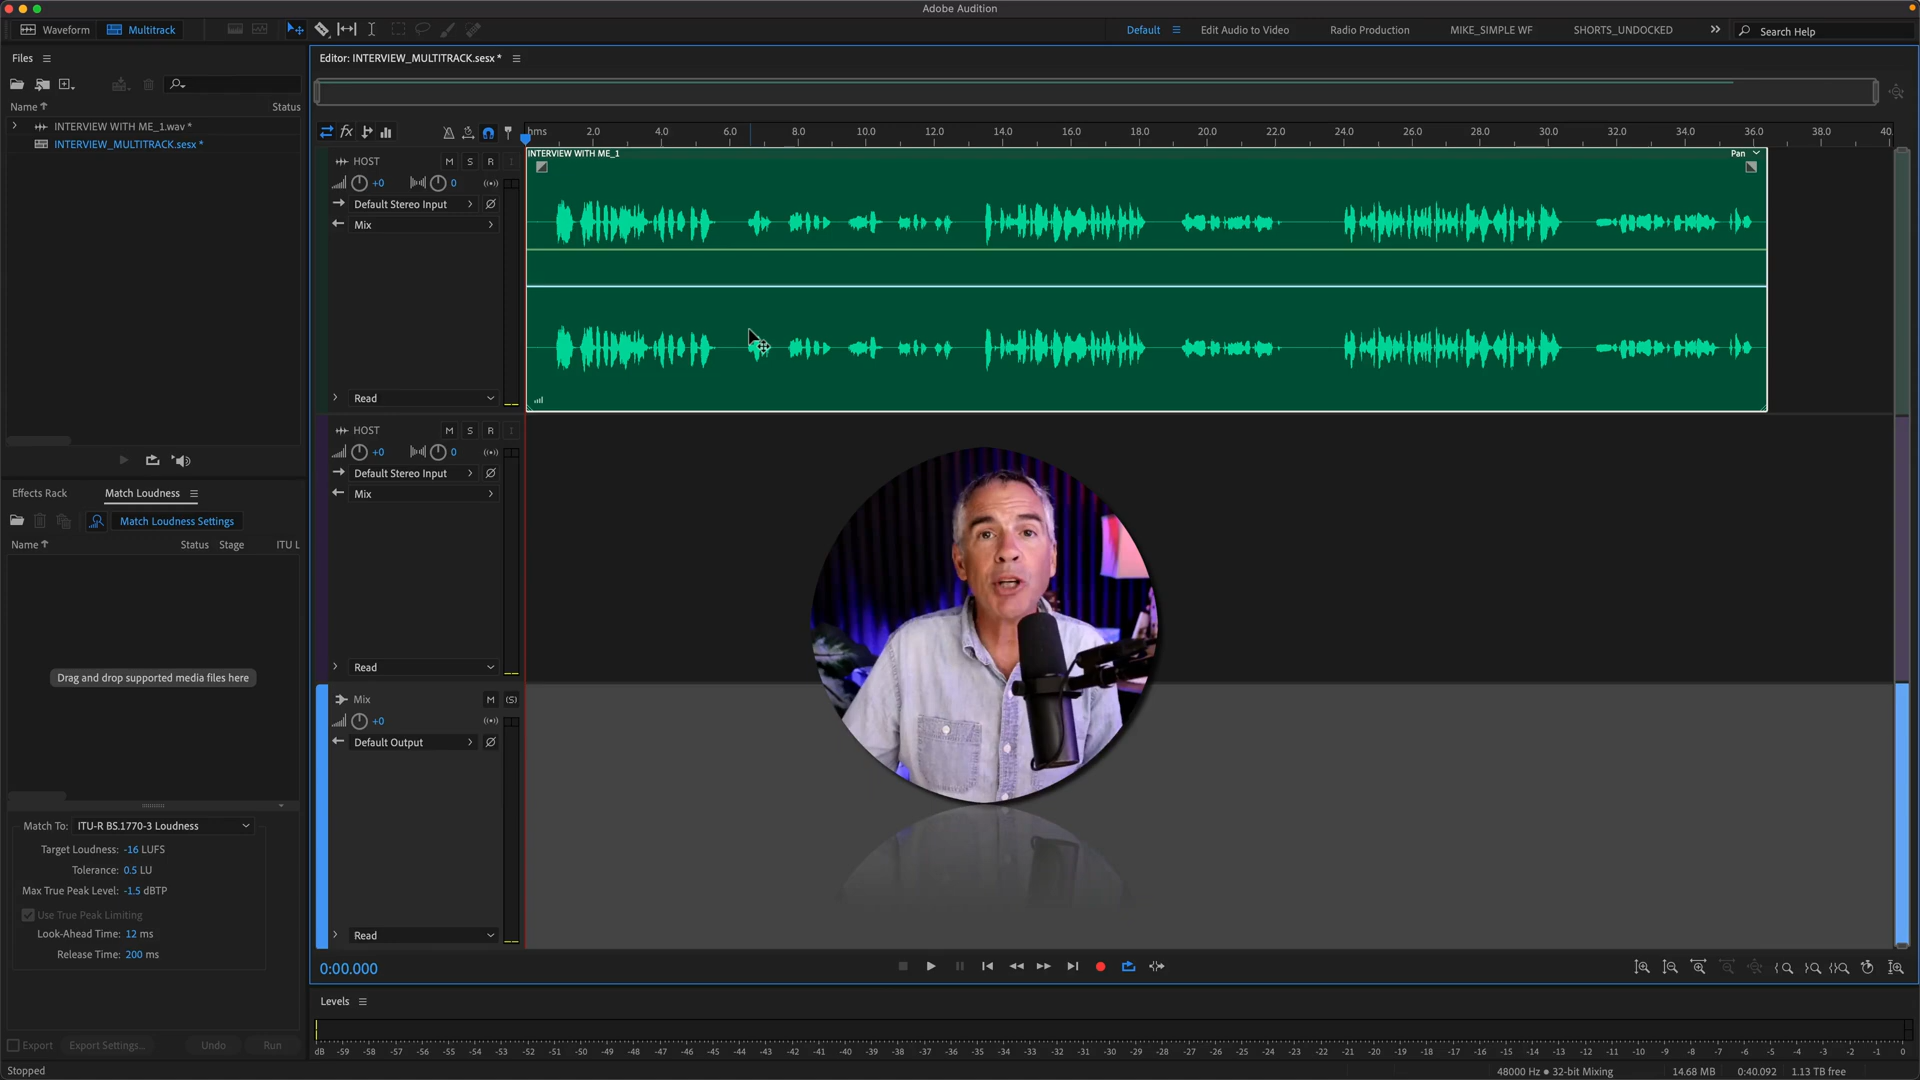 Adobe Audition
Waveform Multitrack Default Edit Audio to Video Radio Production MIKE_SIMPLE WF SHORTS_UNDOCKED Search Help
Files
Editor: INTERVIEW_MULTITRACK.sesx *
Name Status
INTERVIEW WITH ME_1.wav *
INTERVIEW_MULTITRACK.sesx *
fx
hms 2.0 4.0 6.0 8.0 10.0 12.0 14.0 16.0 18.0 20.0 22.0 24.0 26.0 28.0 30.0 32.0 34.0 36.0 38.0 40.
INTERVIEW WITH ME_1 Pan
HOST M S R I
+0 0
Default Stereo Input
Mix
Read
HOST M S R I
+0 0
Default Stereo Input
Mix
Read
Mix M (S)
+0
Default Output
Read
Effects Rack Match Loudness
Match Loudness Settings
Name Status Stage ITU L
Drag and drop supported media files here
Match To: ITU-R BS.1770-3 Loudness
Target Loudness: -16 LUFS
Tolerance: 0.5 LU
Max True Peak Level: -1.5 dBTP
Use True Peak Limiting
Look-Ahead Time: 12 ms
Release Time: 200 ms
Export Export Settings... Undo Run
0:00.000
Levels
dB -59 -58 -57 -56 -55 -54 -53 -52 -51 -50 -49 -48 -47 -46 -45 -44 -43 -42 -41 -40 -39 -38 -37 -36 -35 -34 -33 -32 -31 -30 -29 -28 -27 -26 -25 -24 -23 -22 -21 -20 -19 -18 -17 -16 -15 -14 -13 -12 -11 -10 -9 -8 -7 -6 -5 -4 -3 -2 -1 0
Stopped
48000 Hz ● 32-bit Mixing 14.68 MB 0:40.092 1.13 TB free